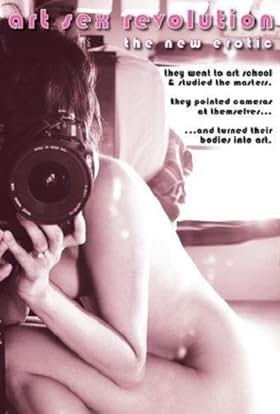 art sex revolution
the new erotic
they went to art school
& studied the masters.
they pointed cameras
at themselves...
...and turned their
bodies into art.